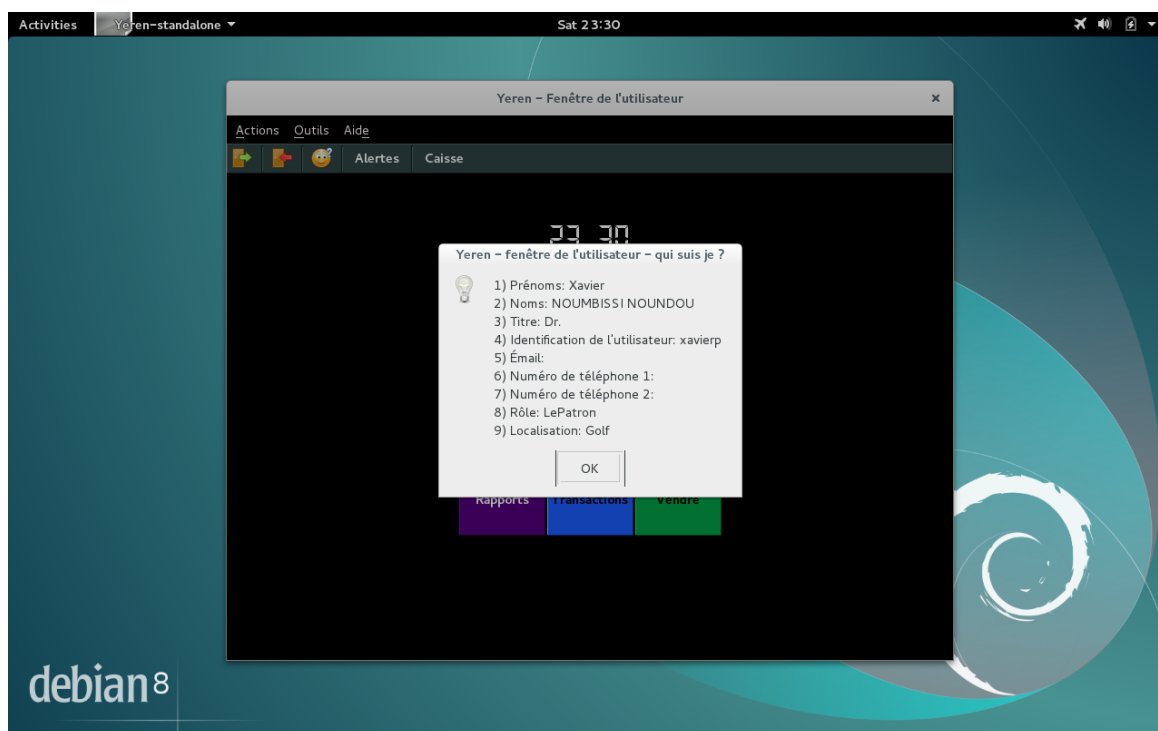 Activities Yeren-standalone Sat 23:30
Yeren – Fenêtre de l'utilisateur ×
Actions Outils Aide
Alertes Caisse
23 30
Yeren – fenêtre de l'utilisateur – qui suis je ?
1) Prénoms: Xavier
2) Noms: NOUMBISSI NOUNDOU
3) Titre: Dr.
4) Identification de l'utilisateur: xavierp
5) Émail:
6) Numéro de téléphone 1:
7) Numéro de téléphone 2:
8) Rôle: LePatron
9) Localisation: Golf
OK
Rapports Transactions Vendre
debian 8